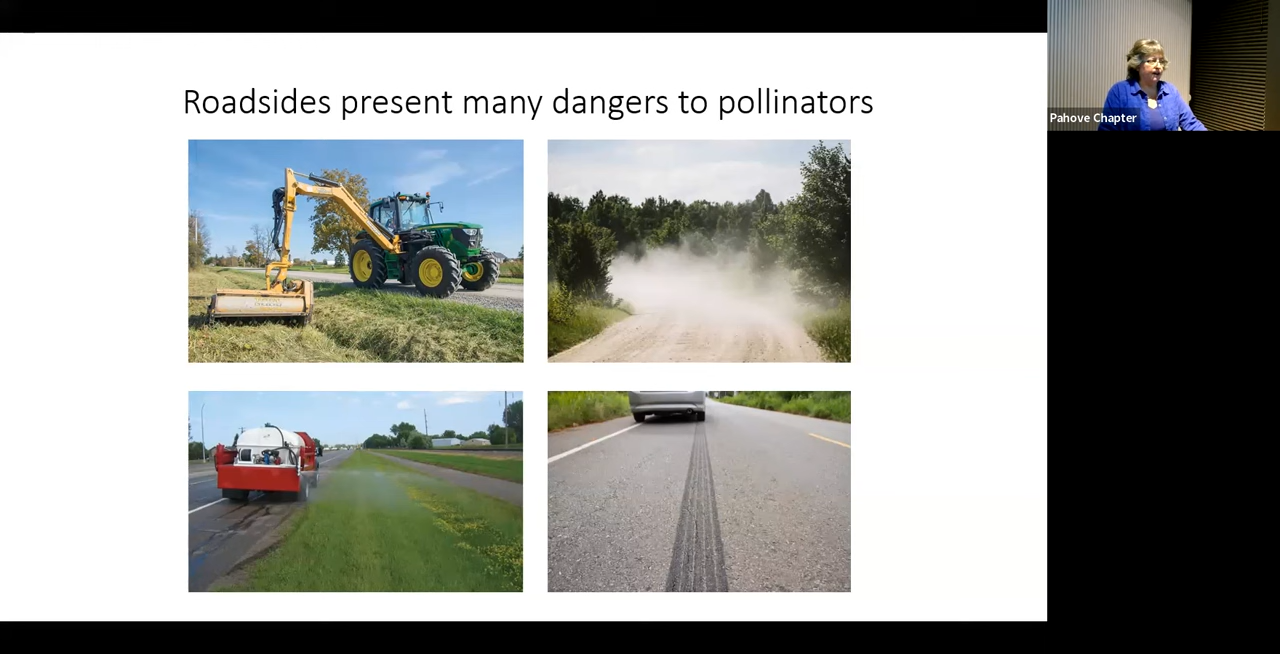 Roadsides present many dangers to pollinators
Pahove Chapter